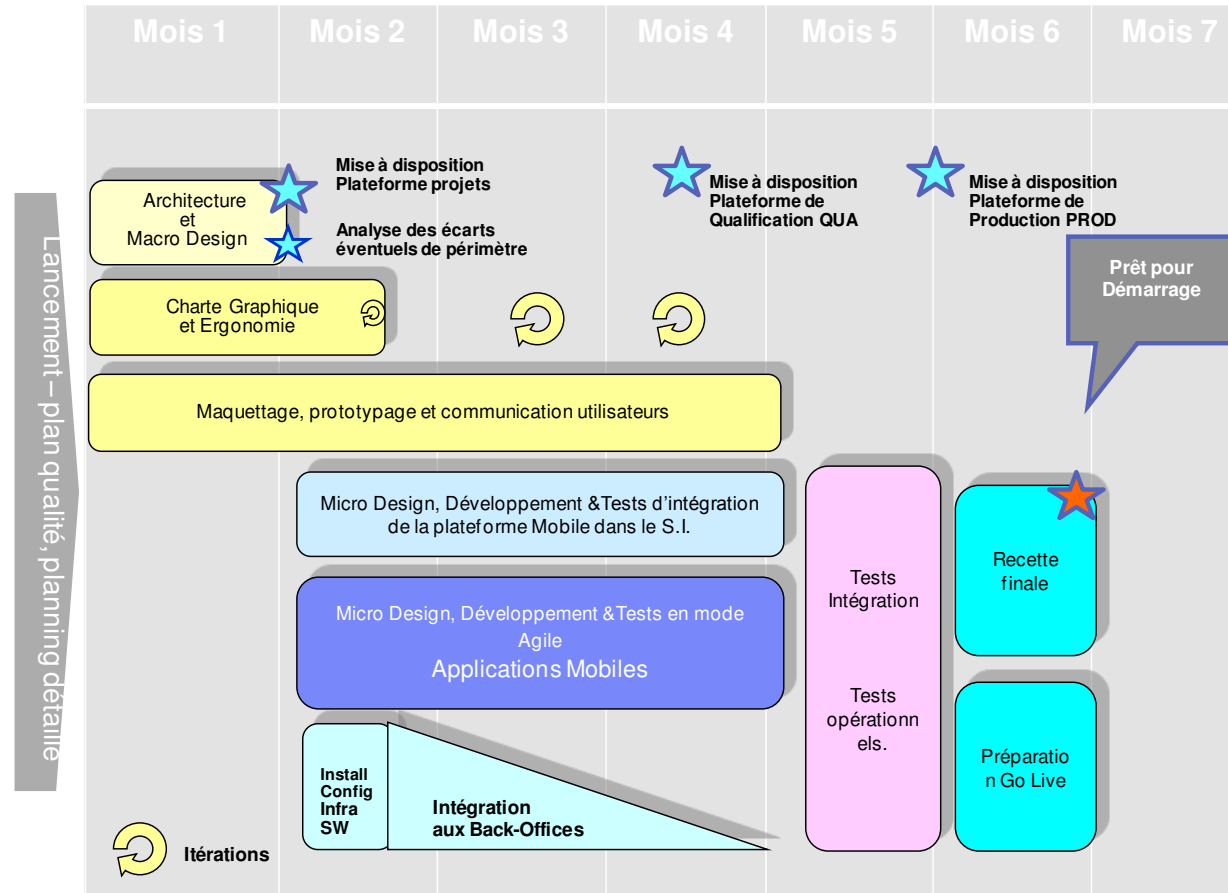 Mois 1
Mois 2
Mois 3
Mois 4
Mois 5
Mois 6
Mois 7
Lancement – plan qualité, planning détaillé
Architecture
et
Macro Design
Mise à disposition
Plateforme projets
Analyse des écarts
éventuels de périmètre
Mise à disposition
Plateforme de
Qualification QUA
Mise à disposition
Plateforme de
Production PROD
Prêt pour
Démarrage
Charte Graphique
et Ergonomie
Maquettage, prototypage et communication utilisateurs
Micro Design, Développement &Tests d'intégration
de la plateforme Mobile dans le S.I.
Micro Design, Développement &Tests en mode
Agile
Applications Mobiles
Tests
Intégration
Tests
opérationn
els.
Recette
finale
Préparatio
n Go Live
Install
Config
Infra
SW
Intégration
aux Back-Offices
Itérations